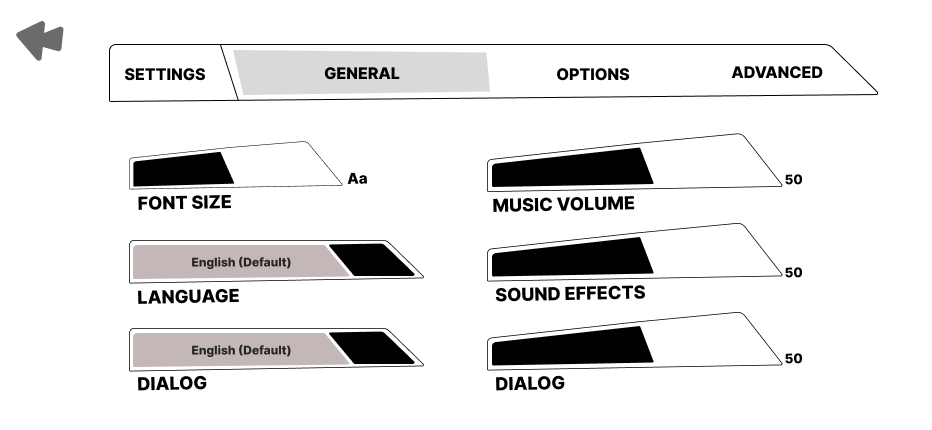 SETTINGS
GENERAL
OPTIONS
ADVANCED
Aa
FONT SIZE
English (Default)
LANGUAGE
English (Default)
DIALOG
50
MUSIC VOLUME
50
SOUND EFFECTS
50
DIALOG